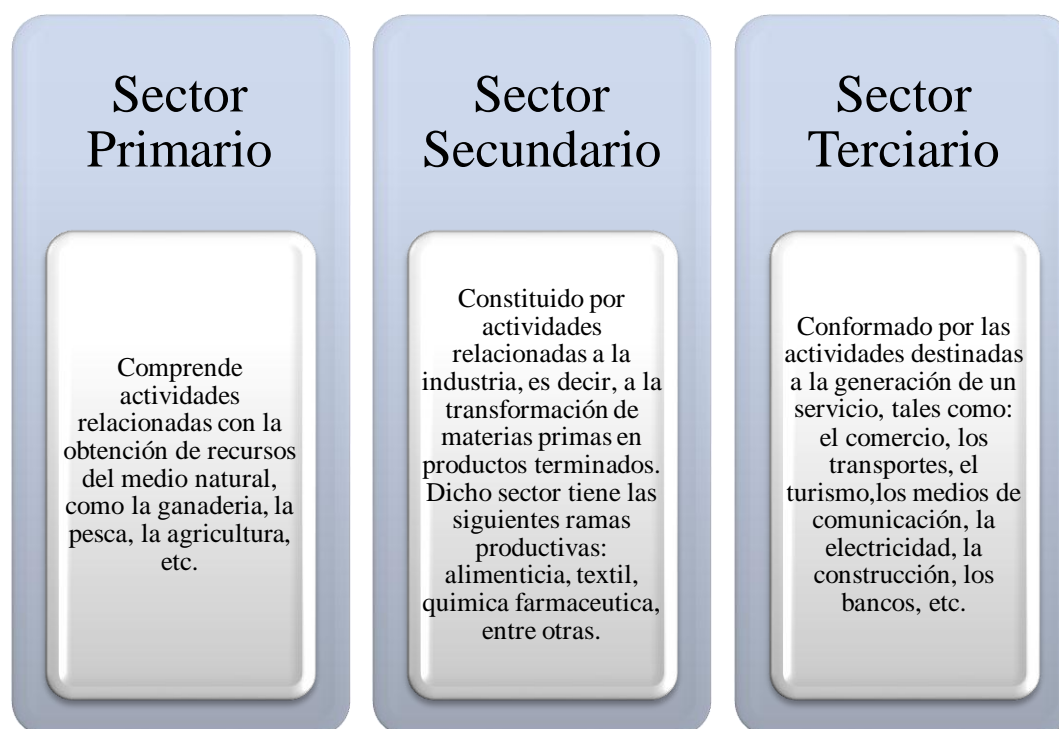 Sector
Primario
Comprende
actividades
relacionadas con la
obtención de recursos
del medio natural,
como la ganaderia, la
pesca, la agricultura,
etc.
Sector
Secundario
Constituido por
actividades
relacionadas a la
industria, es decir, a la
transformación de
materias primas en
productos terminados.
Dicho sector tiene las
siguientes ramas
productivas:
alimenticia, textil,
quimica farmaceutica,
entre otras.
Sector
Terciario
Conformado por las
actividades destinadas
a la generación de un
servicio, tales como:
el comercio, los
transportes, el
turismo,los medios de
comunicación, la
electricidad, la
construcción, los
bancos, etc.